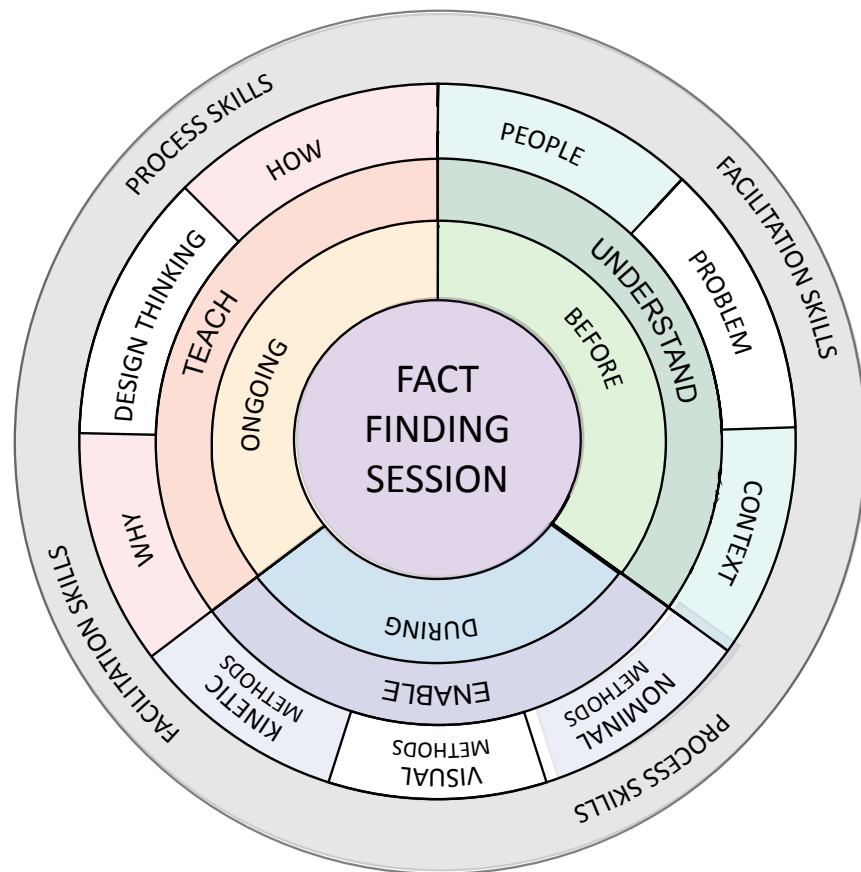 FACT
FINDING
SESSION
BEFORE
DURING
ONGOING
UNDERSTAND
ENABLE
TEACH
PEOPLE
PROBLEM
CONTEXT
NOMINAL
METHODS
VISUAL
METHODS
KINETIC
METHODS
WHY
DESIGN THINKING
HOW
FACILITATION SKILLS
PROCESS SKILLS
FACILITATION SKILLS
PROCESS SKILLS